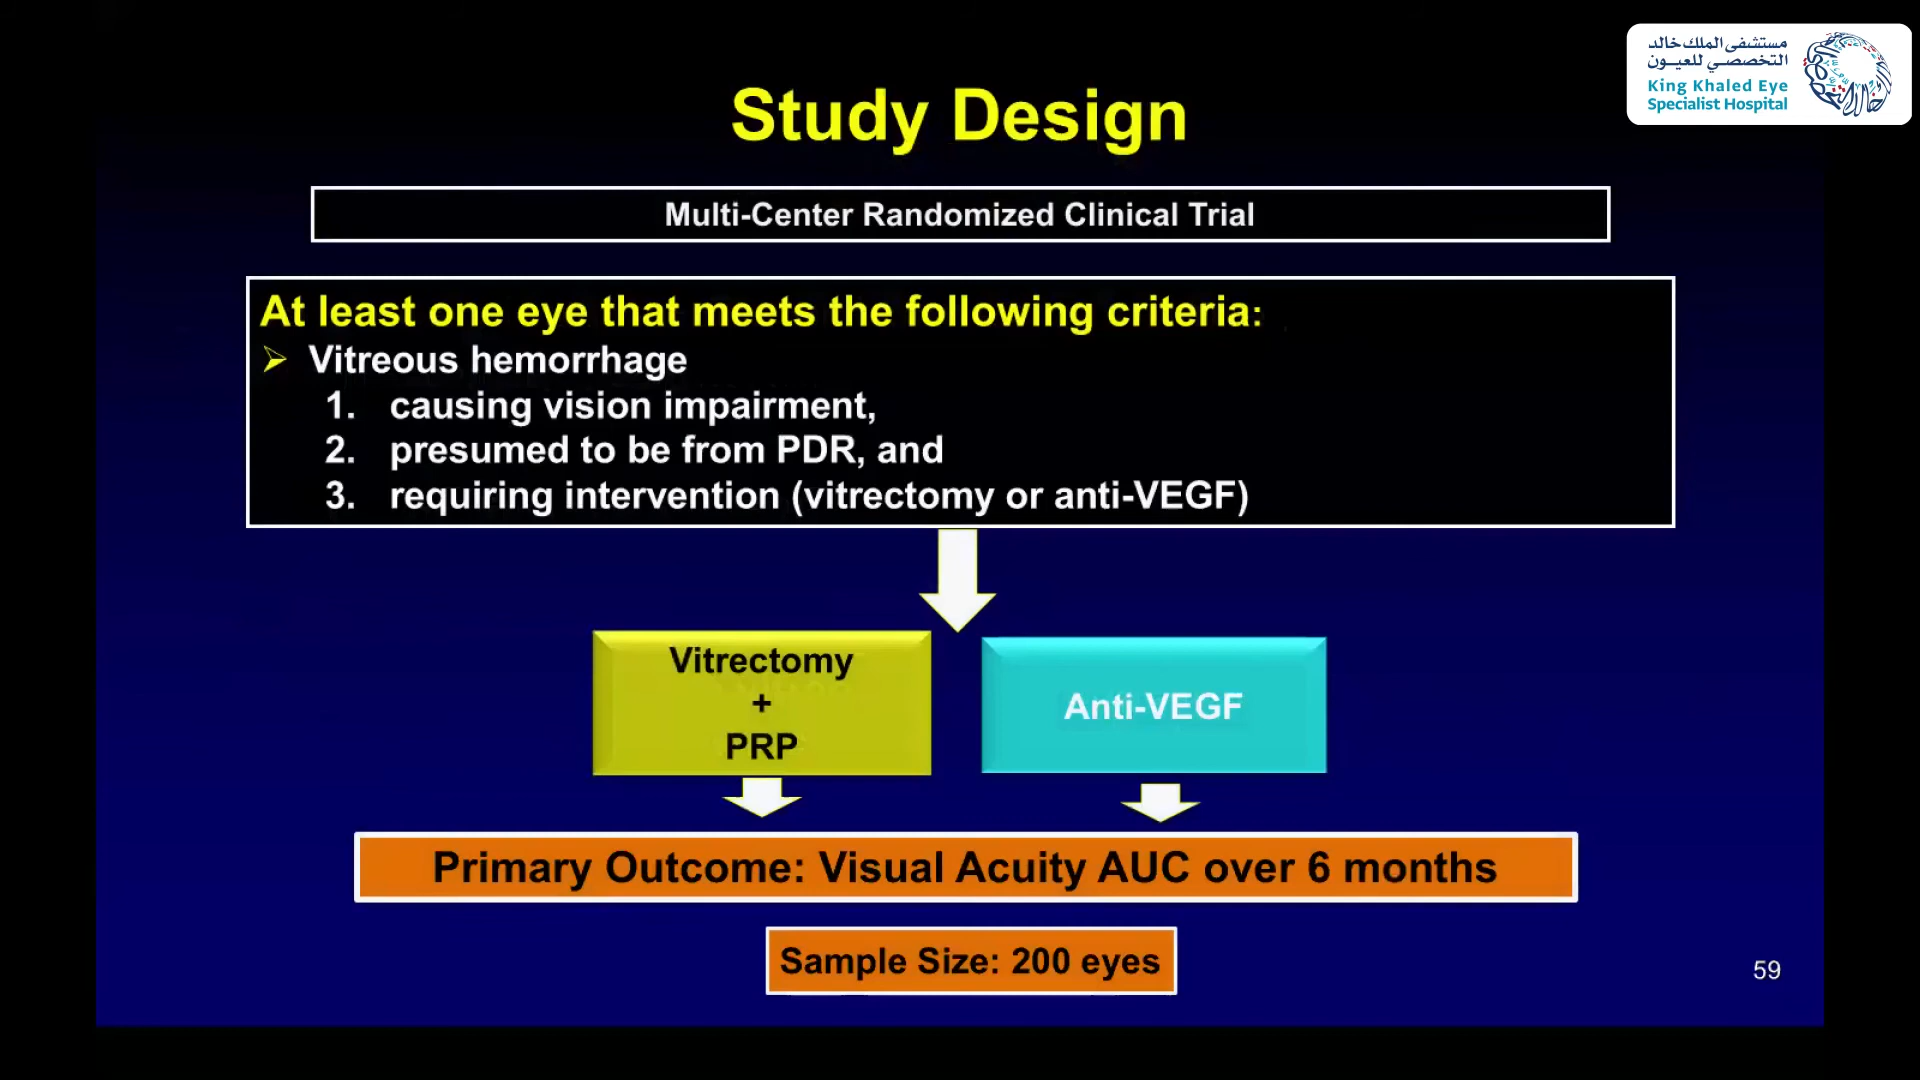 مستشفى الملك خالد
التخصصي للعيون
King Khaled Eye
Specialist Hospital
Study Design
Multi-Center Randomized Clinical Trial
At least one eye that meets the following criteria:
➢ Vitreous hemorrhage
1. causing vision impairment,
2. presumed to be from PDR, and
3. requiring intervention (vitrectomy or anti-VEGF)
Vitrectomy
+
PRP
Anti-VEGF
Primary Outcome: Visual Acuity AUC over 6 months
Sample Size: 200 eyes
59